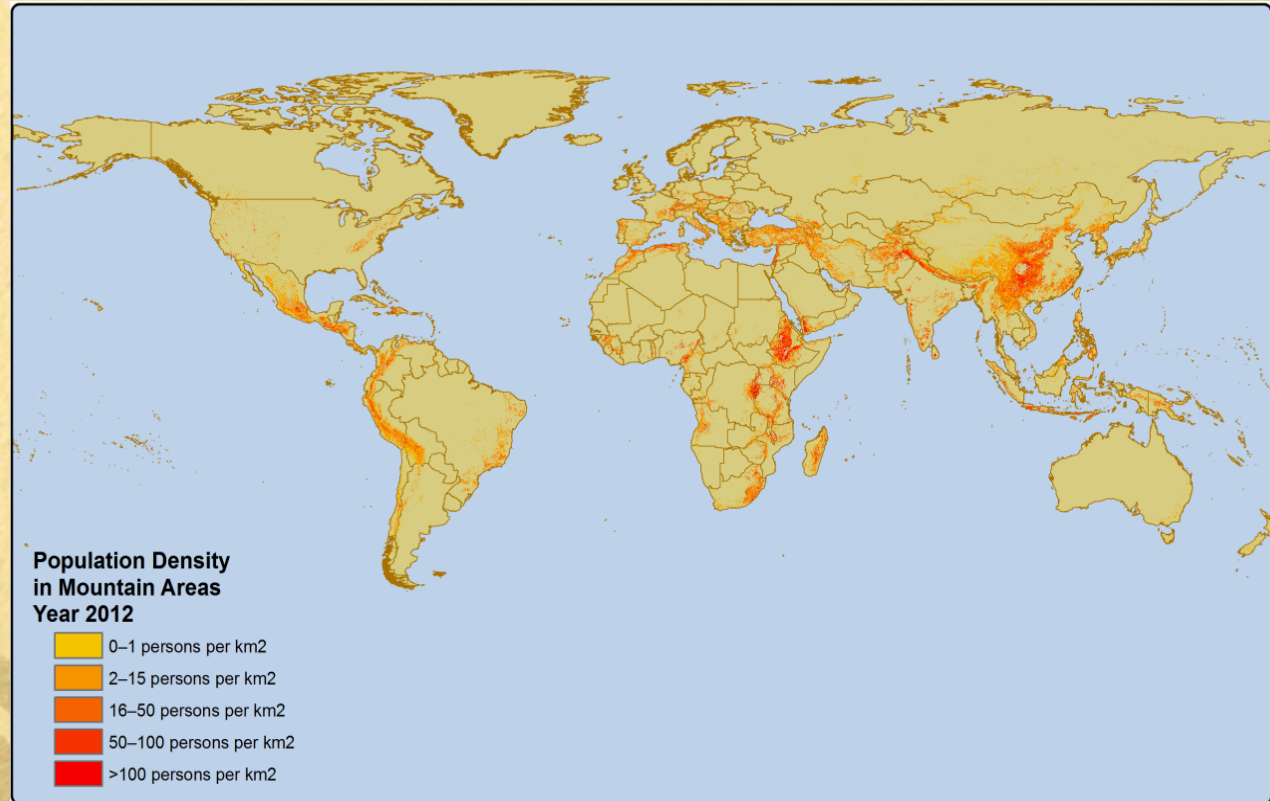 Population Density
in Mountain Areas
Year 2012
0–1 persons per km2
2–15 persons per km2
16–50 persons per km2
50–100 persons per km2
>100 persons per km2